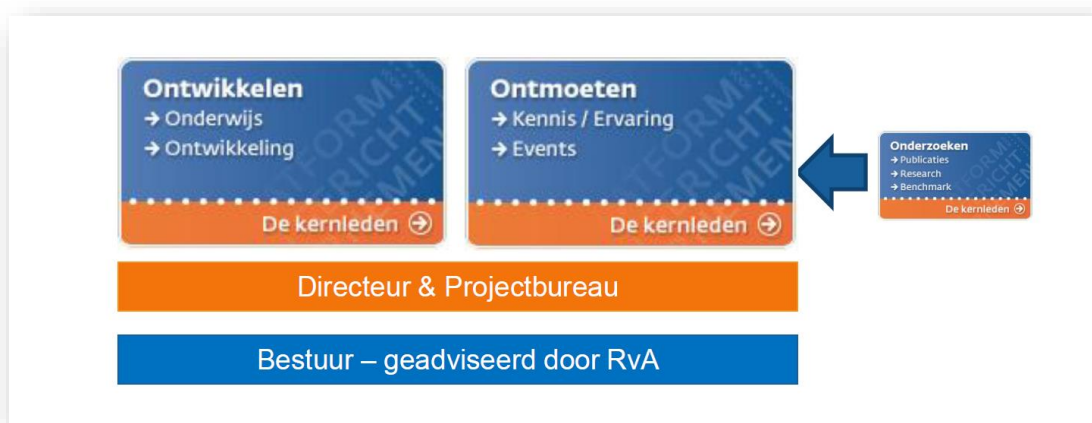 Ontwikkelen
→ Onderwijs
→ Ontwikkeling
De kernleden
Ontmoeten
→ Kennis / Ervaring
→ Events
De kernleden
Onderzoeken
→ Publicaties
→ Research
→ Benchmark
De kernleden
Directeur & Projectbureau
Bestuur – geadviseerd door RvA